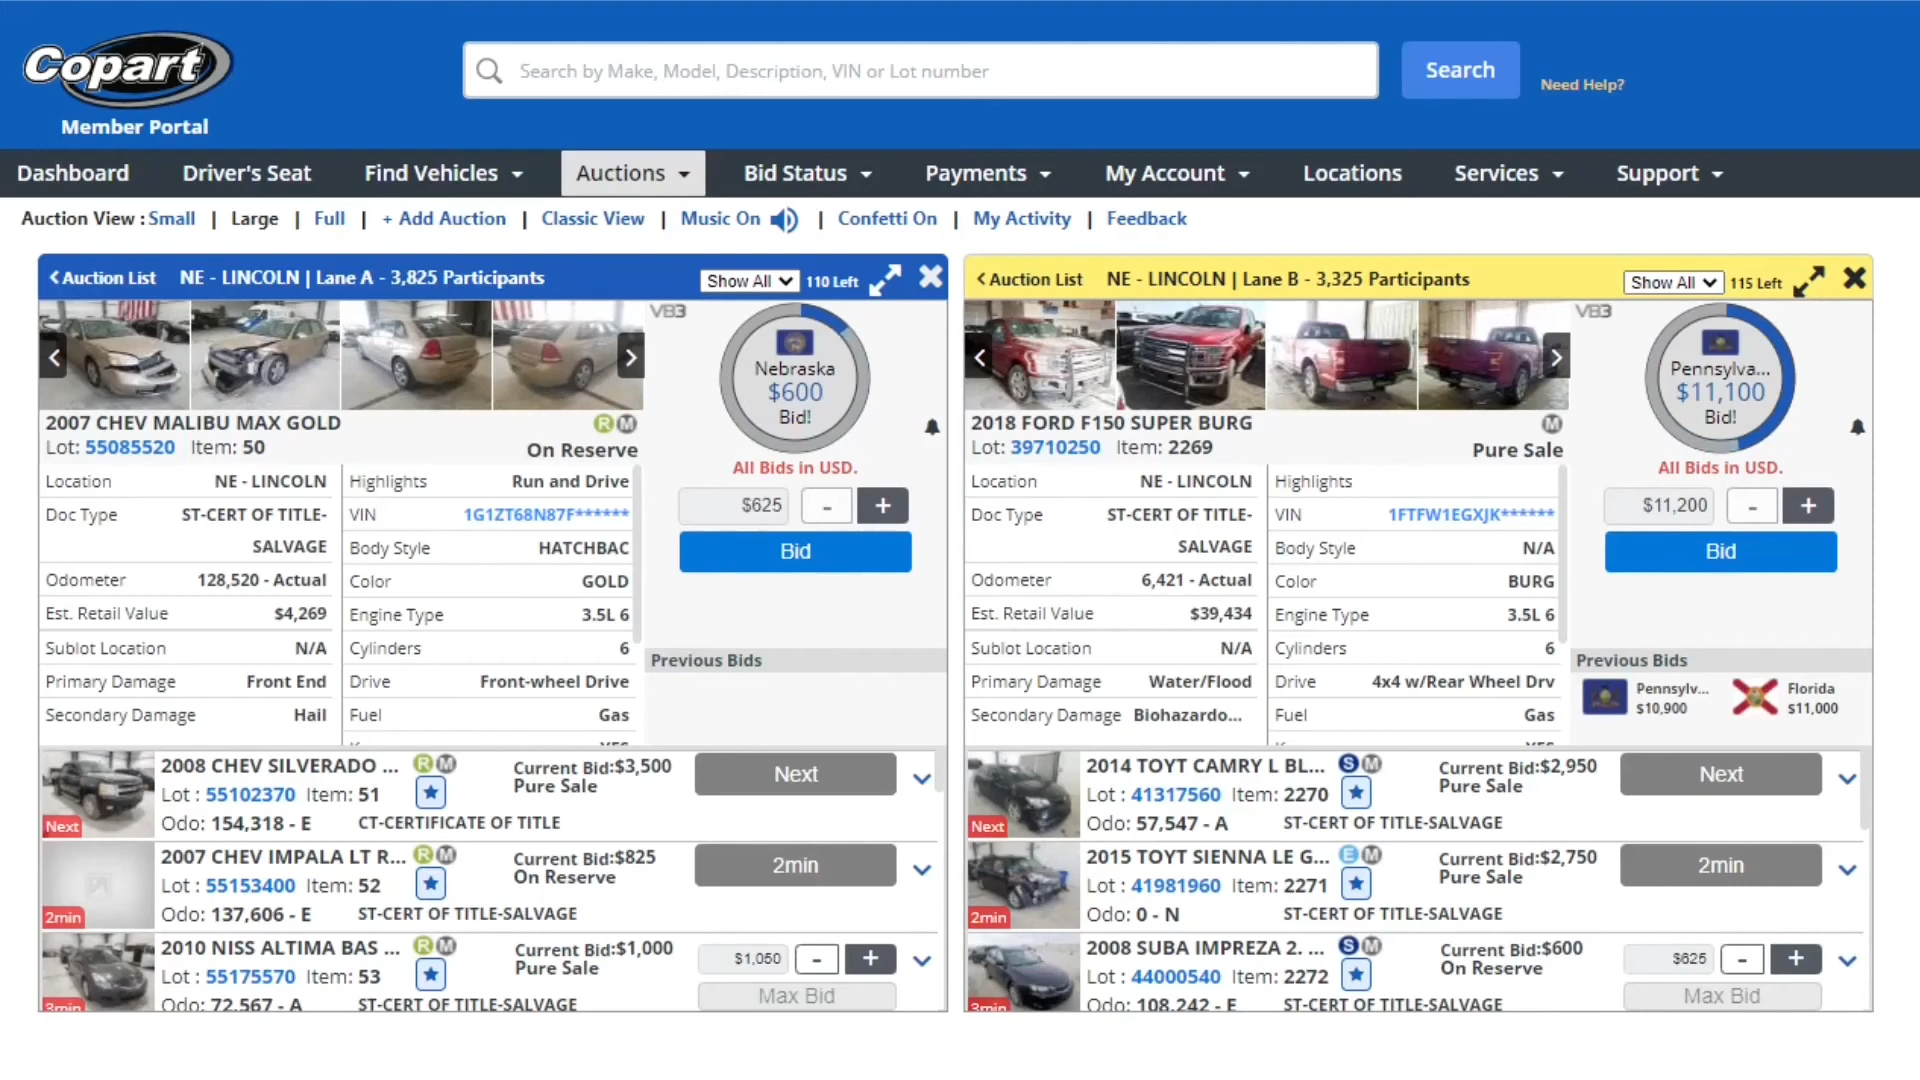 Copart
Member Portal
Search by Make, Model, Description, VIN or Lot number
Search
Need Help?
Dashboard
Driver's Seat
Find Vehicles
Auctions
Bid Status
Payments
My Account
Locations
Services
Support
Auction View : Small | Large | Full | + Add Auction | Classic View | Music On | Confetti On | My Activity | Feedback
Auction List NE - LINCOLN | Lane A - 3,825 Participants Show All 110 Left
VB3
Nebraska
$600
Bid!
2007 CHEV MALIBU MAX GOLD R M
Lot: 55085520 Item: 50 On Reserve
All Bids in USD.
Location NE - LINCOLN
Doc Type ST-CERT OF TITLE-
SALVAGE
Odometer 128,520 - Actual
Est. Retail Value $4,269
Sublot Location N/A
Primary Damage Front End
Secondary Damage Hail
Highlights Run and Drive
VIN 1G1ZT68N87F******
Body Style HATCHBAC
Color GOLD
Engine Type 3.5L 6
Cylinders 6
Drive Front-wheel Drive
Fuel Gas
$625 - +
Bid
Previous Bids
2008 CHEV SILVERADO ... R M
Lot : 55102370 Item: 51
Odo: 154,318 - E CT-CERTIFICATE OF TITLE
Current Bid:$3,500
Pure Sale
Next
Next
2007 CHEV IMPALA LT R... R M
Lot : 55153400 Item: 52
Odo: 137,606 - E ST-CERT OF TITLE-SALVAGE
Current Bid:$825
On Reserve
2min
2min
2010 NISS ALTIMA BAS ... R M
Lot : 55175570 Item: 53
Odo: 72,567 - A ST-CERT OF TITLE-SALVAGE
Current Bid:$1,000
Pure Sale
$1,050 - +
Max Bid
3min
Auction List NE - LINCOLN | Lane B - 3,325 Participants Show All 115 Left
VB3
Pennsylva...
$11,100
Bid!
2018 FORD F150 SUPER BURG M
Lot: 39710250 Item: 2269 Pure Sale
All Bids in USD.
Location NE - LINCOLN
Doc Type ST-CERT OF TITLE-
SALVAGE
Odometer 6,421 - Actual
Est. Retail Value $39,434
Sublot Location N/A
Primary Damage Water/Flood
Secondary Damage Biohazardo...
Highlights
VIN 1FTFW1EGXJK******
Body Style N/A
Color BURG
Engine Type 3.5L 6
Cylinders 6
Drive 4x4 w/Rear Wheel Drv
Fuel Gas
$11,200 - +
Bid
Previous Bids
Pennsylv...
$10,900
Florida
$11,000
2014 TOYT CAMRY L BL... S M
Lot : 41317560 Item: 2270
Odo: 57,547 - A ST-CERT OF TITLE-SALVAGE
Current Bid:$2,950
Pure Sale
Next
Next
2015 TOYT SIENNA LE G... E M
Lot : 41981960 Item: 2271
Odo: 0 - N ST-CERT OF TITLE-SALVAGE
Current Bid:$2,750
Pure Sale
2min
2min
2008 SUBA IMPREZA 2. ... S M
Lot : 44000540 Item: 2272
Odo: 108,242 - E ST-CERT OF TITLE-SALVAGE
Current Bid:$600
On Reserve
$625 - +
Max Bid
3min